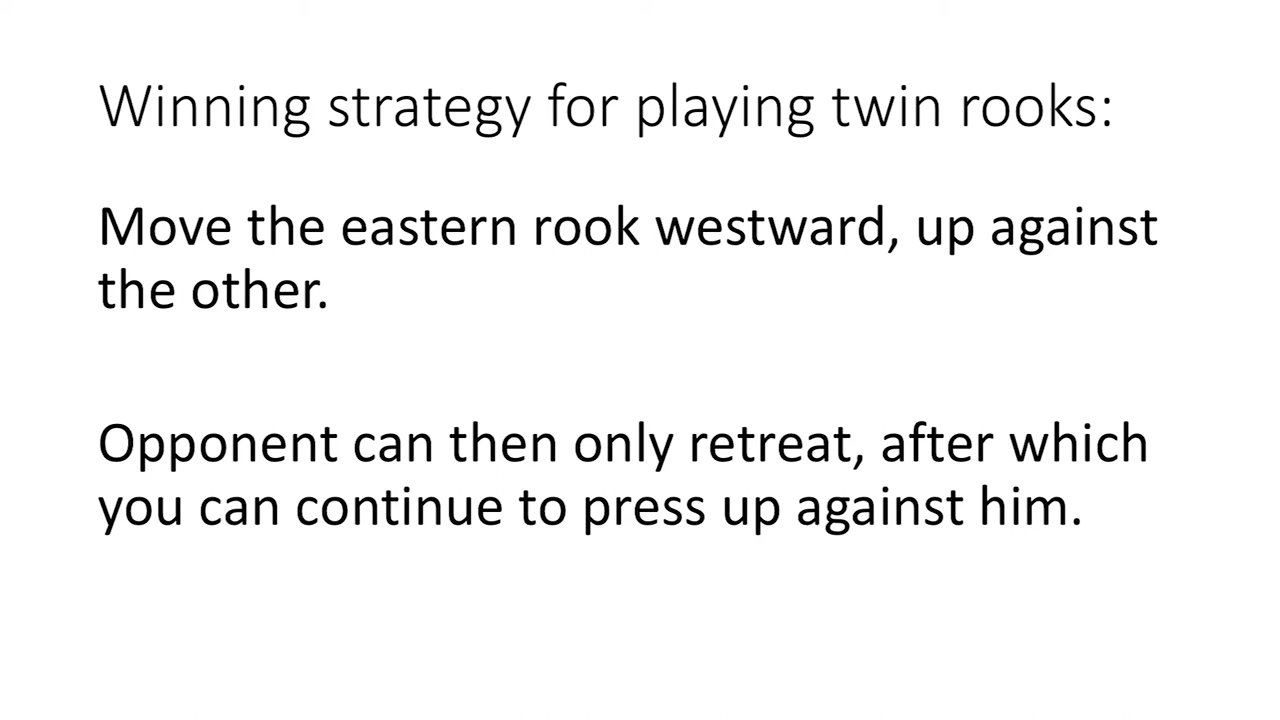 Winning strategy for playing twin rooks:
Move the eastern rook westward, up against
the other.
Opponent can then only retreat, after which
you can continue to press up against him.